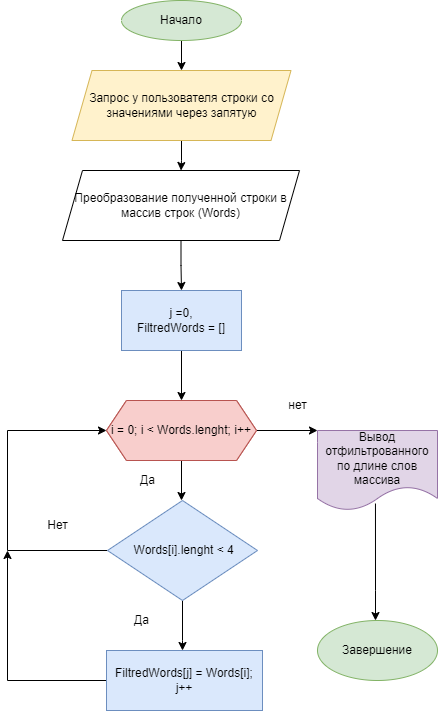 Начало
Запрос у пользователя строки со
значениями через запятую
Преобразование полученной строки в
массив строк (Words)
j =0,
FiltredWords = []
i = 0; i < Words.lenght; i++
нет
Вывод
отфильтрованного
по длине слов
массива
Да
Нет
Words[i].lenght < 4
Да
FiltredWords[j] = Words[i];
j++
Завершение